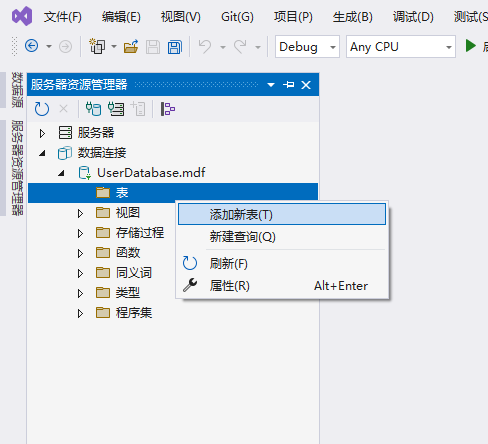 文件(F) 编辑(E) 视图(V) Git(G) 项目(P) 生成(B) 调试(D) 测试(S
Debug Any CPU
数据源
服务器资源管理器
服务器资源管理器
服务器
数据连接
UserDatabase.mdf
表
视图
存储过程
函数
同义词
类型
程序集
添加新表(T)
新建查询(Q)
刷新(F)
属性(R) Alt+Enter